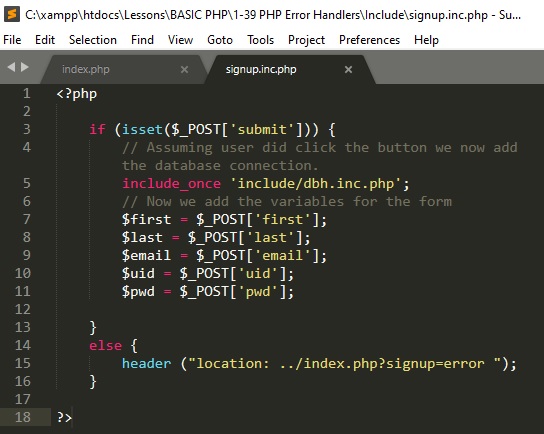 C:\xampp\htdocs\Lessons\BASIC PHP\1-39 PHP Error Handlers\Include\signup.inc.php - Su...
File Edit Selection Find View Goto Tools Project Preferences Help
index.php × signup.inc.php ×
1 <?php
2
3 if (isset($_POST['submit'])) {
4 // Assuming user did click the button we now add
the database connection.
5 include_once 'include/dbh.inc.php';
6 // Now we add the variables for the form
7 $first = $_POST['first'];
8 $last = $_POST['last'];
9 $email = $_POST['email'];
10 $uid = $_POST['uid'];
11 $pwd = $_POST['pwd'];
12
13 }
14 else {
15 header ("location: ../index.php?signup=error ");
16 }
17
18 ?>